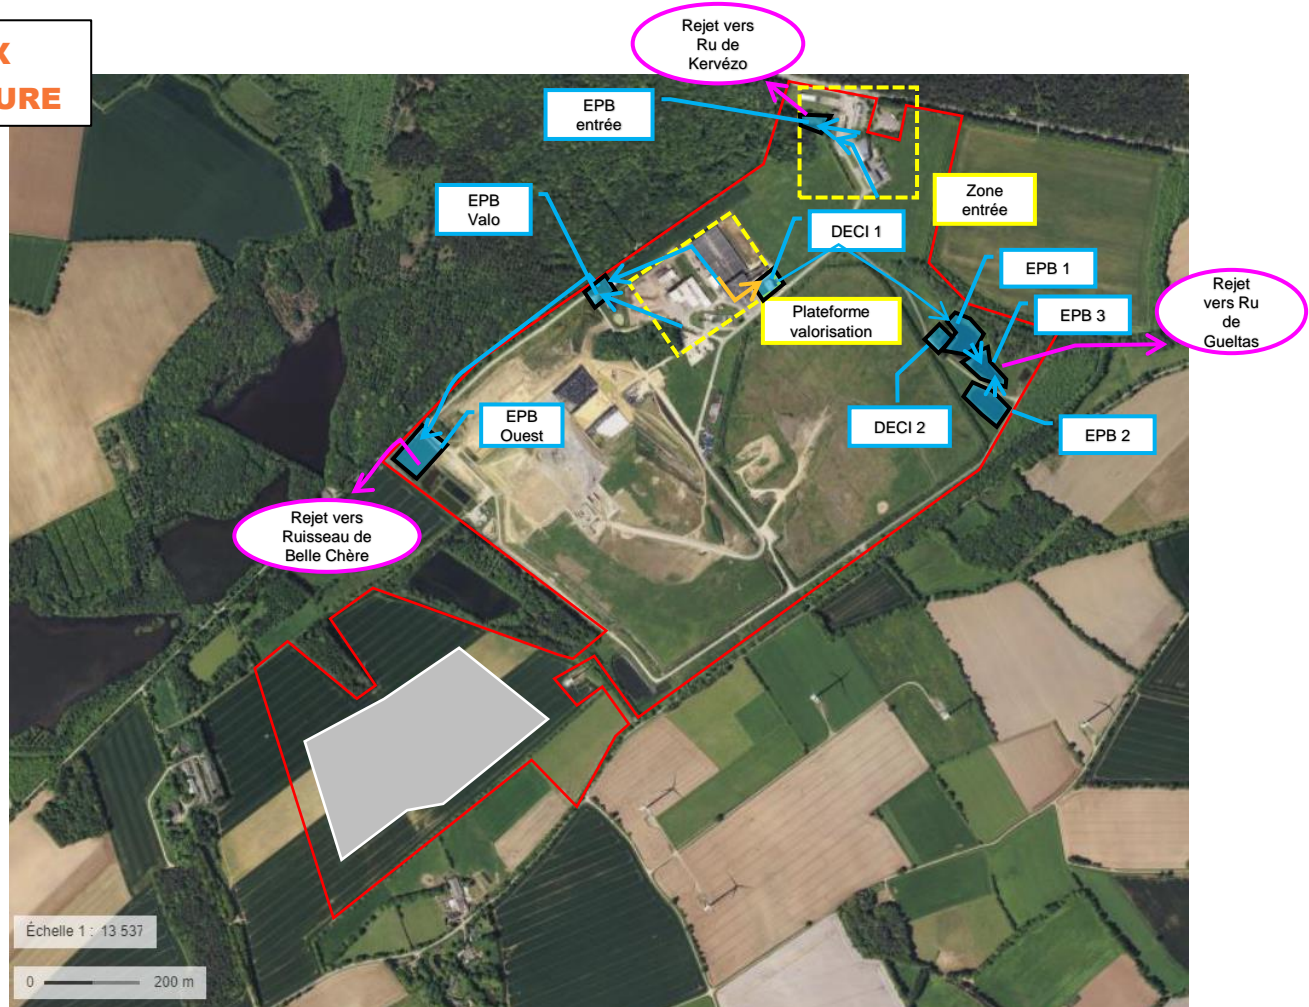 X
URE
Rejet vers
Ru de
Kervézo
EPB
entrée
Zone
entrée
EPB
Valo
DECI 1
EPB 1
Rejet
vers Ru
de
Gueltas
EPB 3
Plateforme
valorisation
EPB
Ouest
DECI 2
EPB 2
Rejet vers
Ruisseau de
Belle Chère
Échelle 1 : 13 537
0 200 m